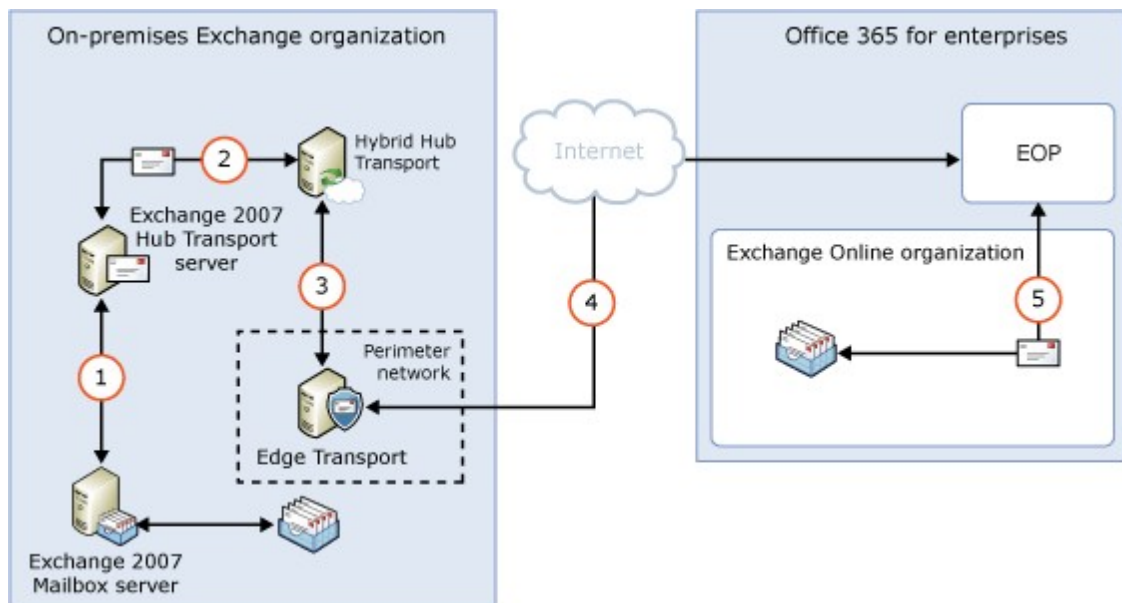 On-premises Exchange organization
Office 365 for enterprises
2
Hybrid Hub
Transport
Internet
EOP
Exchange 2007
Hub Transport
server
Exchange Online organization
3
4
5
Perimeter
network
1
Edge Transport
Exchange 2007
Mailbox server